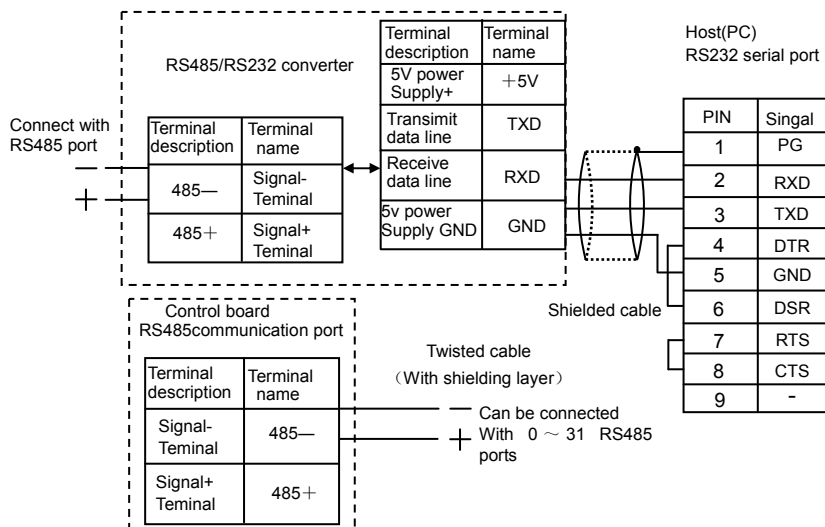 RS485/RS232 converter
Terminal description
Terminal name
5V power Supply+
＋5V
Transimit data line
TXD
Receive data line
RXD
5v power Supply GND
GND
Connect with
RS485 port
—
+
Terminal description
Terminal name
485—
Signal-Teminal
485＋
Signal+ Teminal
Host(PC)
RS232 serial port
PIN
Singal
1
PG
2
RXD
3
TXD
4
DTR
5
GND
6
DSR
7
RTS
8
CTS
9
-
Shielded cable
Control board
RS485communication port
Terminal description
Terminal name
Signal-Teminal
485—
Signal+ Teminal
485＋
Twisted cable
（With shielding layer）
— Can be connected
+ With 0 ～ 31 RS485
ports